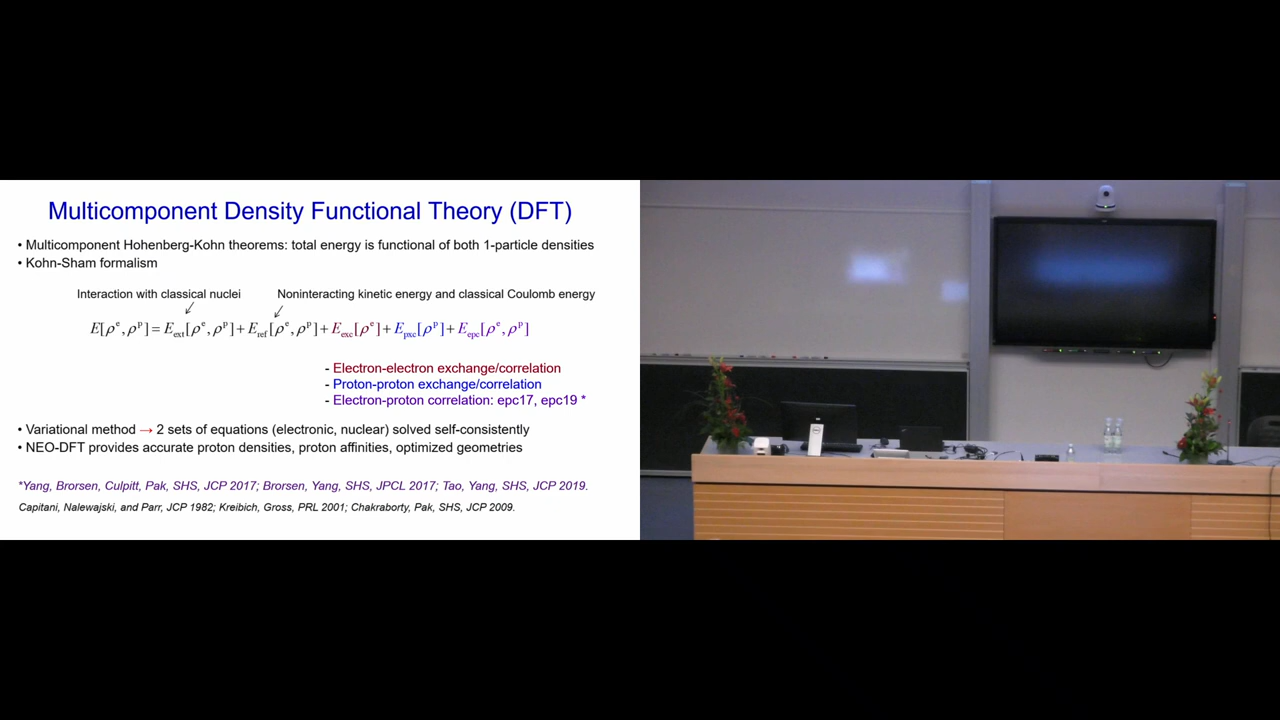 Multicomponent Density Functional Theory (DFT)
• Multicomponent Hohenberg-Kohn theorems: total energy is functional of both 1-particle densities
• Kohn-Sham formalism
Interaction with classical nuclei
Noninteracting kinetic energy and classical Coulomb energy
E[ρᵉ,ρᵖ] = E_ext[ρᵉ,ρᵖ] + E_ref[ρᵉ,ρᵖ] + E_exc[ρᵉ] + E_pxc[ρᵖ] + E_epc[ρᵉ,ρᵖ]
- Electron-electron exchange/correlation
- Proton-proton exchange/correlation
- Electron-proton correlation: epc17, epc19 *
• Variational method → 2 sets of equations (electronic, nuclear) solved self-consistently
• NEO-DFT provides accurate proton densities, proton affinities, optimized geometries
*Yang, Brorsen, Culpitt, Pak, SHS, JCP 2017; Brorsen, Yang, SHS, JPCL 2017; Tao, Yang, SHS, JCP 2019.
Capitani, Nalewajski, and Parr, JCP 1982; Kreibich, Gross, PRL 2001; Chakraborty, Pak, SHS, JCP 2009.